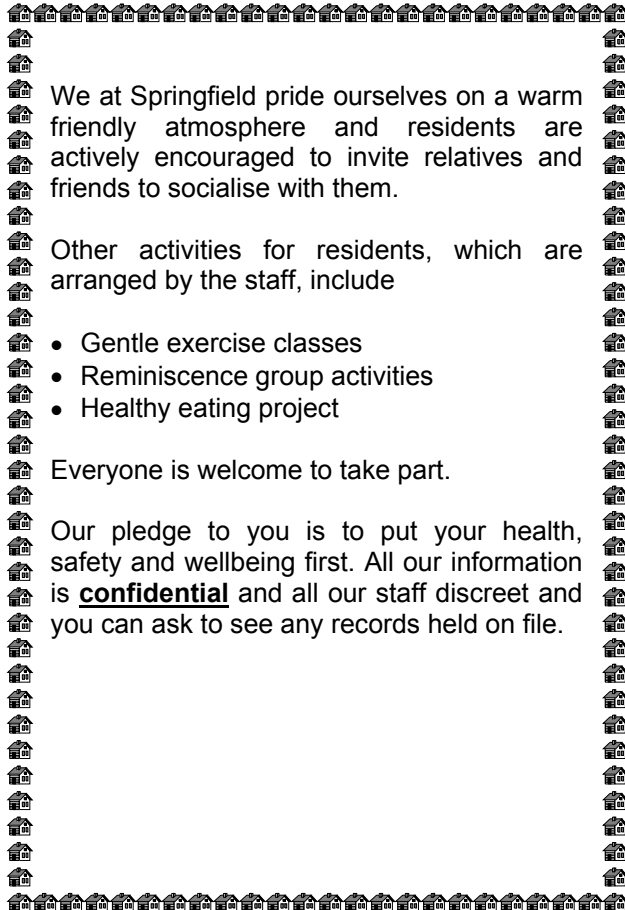 We at Springfield pride ourselves on a warm
friendly atmosphere and residents are
actively encouraged to invite relatives and
friends to socialise with them.
Other activities for residents, which are
arranged by the staff, include
• Gentle exercise classes
• Reminiscence group activities
• Healthy eating project
Everyone is welcome to take part.
Our pledge to you is to put your health,
safety and wellbeing first. All our information
is confidential and all our staff discreet and
you can ask to see any records held on file.